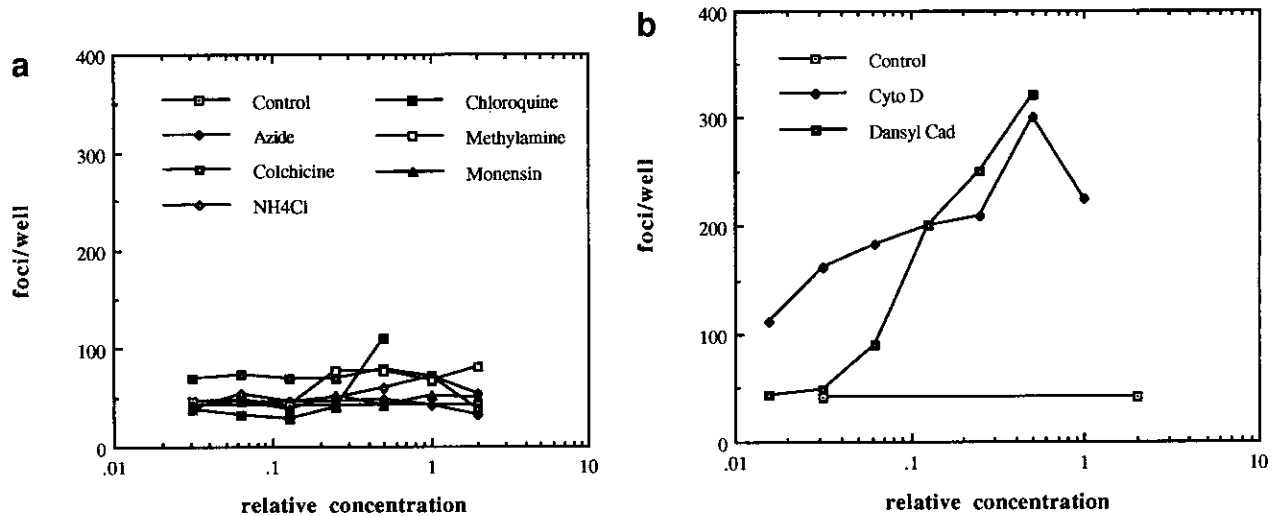 a
400
300
200
100
0
foci/well
Control
Azide
Colchicine
NH4Cl
Chloroquine
Methylamine
Monensin
.01
.1
1
10
relative concentration
b
400
300
200
100
0
foci/well
Control
Cyto D
Dansyl Cad
.01
.1
1
10
relative concentration